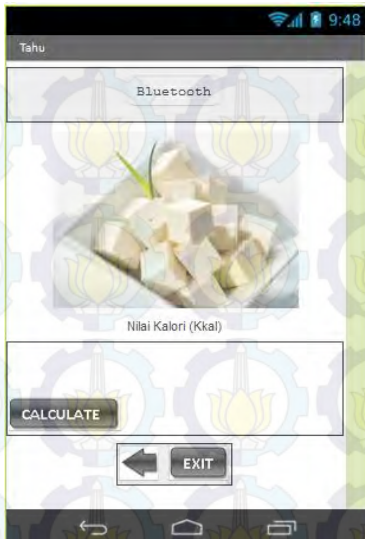 9:48
Tahu
Bluetooth
Nilai Kalori (Kkal)
CALCULATE
EXIT